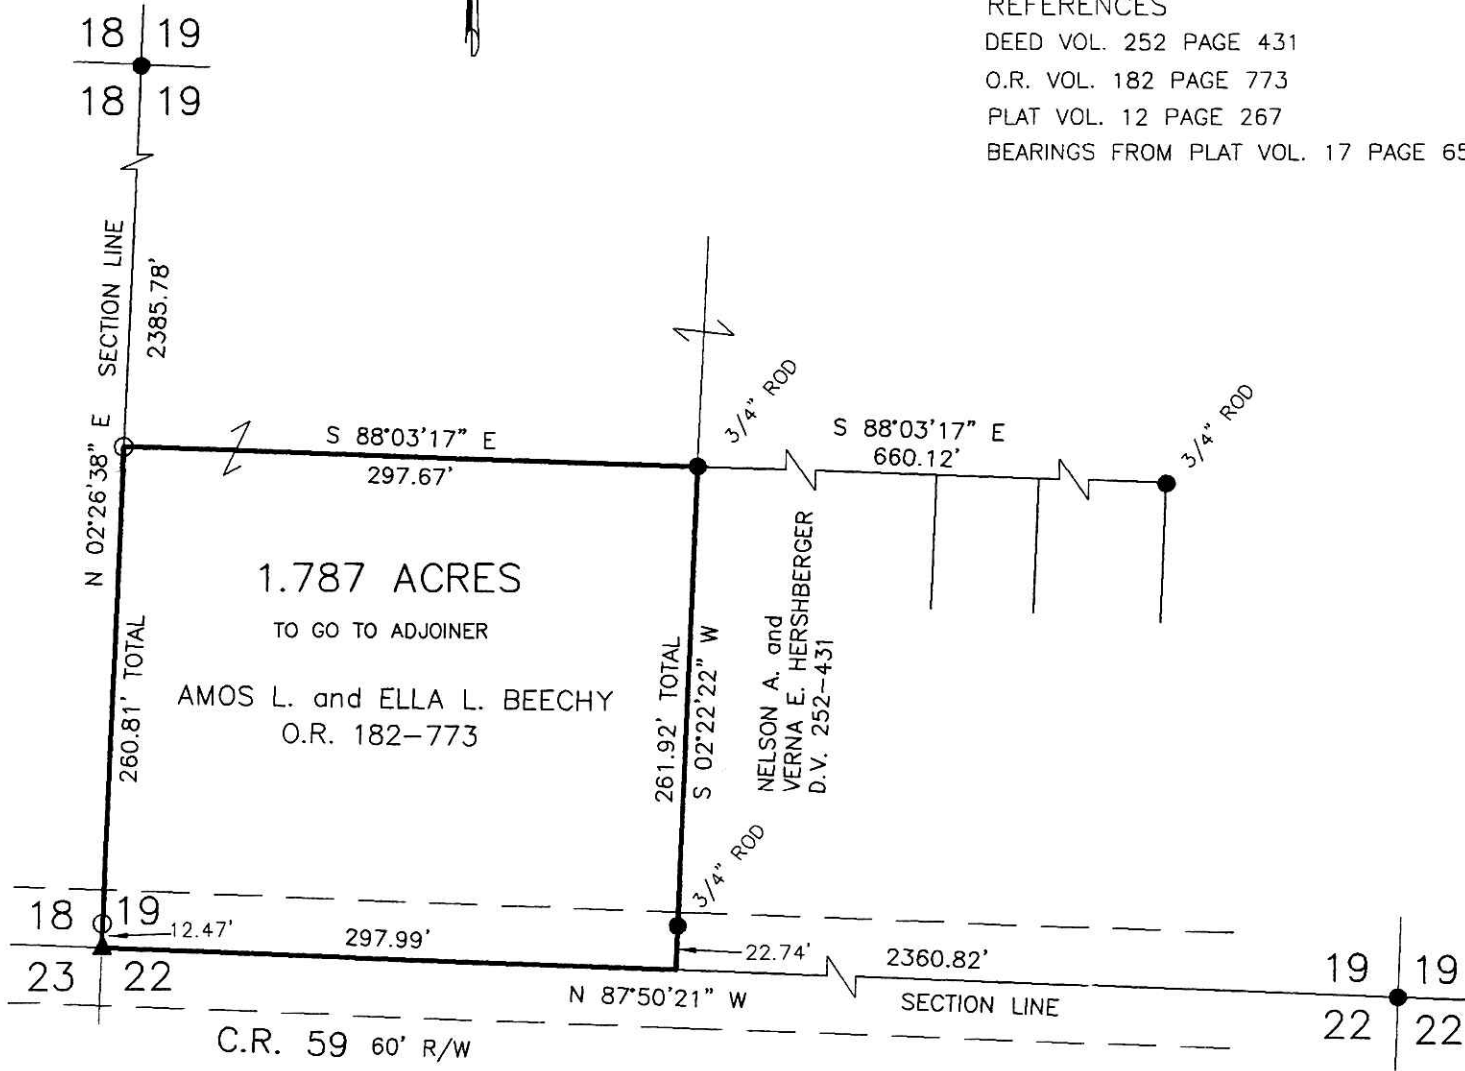 REFERENCES
DEED VOL. 252 PAGE 431
O.R. VOL. 182 PAGE 773
PLAT VOL. 12 PAGE 267
BEARINGS FROM PLAT VOL. 17 PAGE 65
18 19
18 19
N 02°26'38" E SECTION LINE
2385.78'
3/4" ROD
3/4" ROD
S 88°03'17" E
297.67'
S 88°03'17" E
660.12'
1.787 ACRES
TO GO TO ADJOINER
AMOS L. and ELLA L. BEECHY
O.R. 182-773
260.81' TOTAL
261.92' TOTAL
S 02°22'22" W
NELSON A. and
VERNA E. HERSHBERGER
D.V. 252-431
3/4" ROD
18 19
12.47'
297.99'
22.74'
2360.82'
19 19
23 22
N 87°50'21" W
SECTION LINE
22 22
C.R. 59 60' R/W